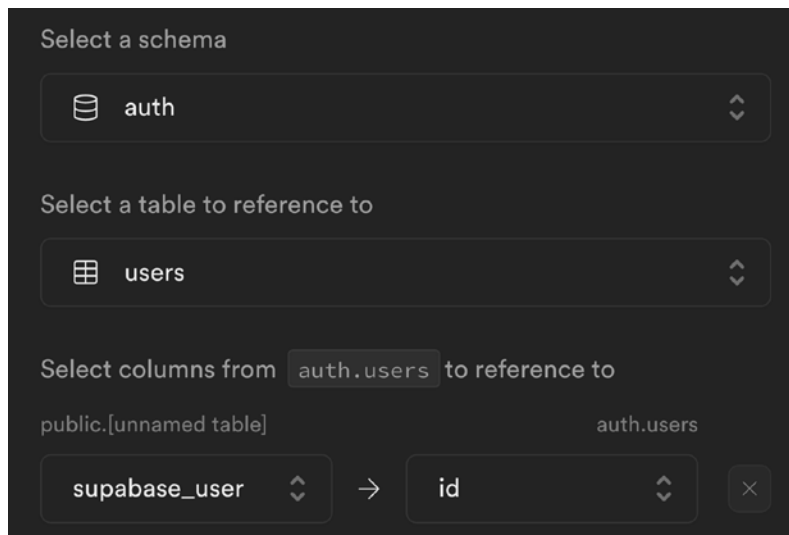 Select a schema
auth
Select a table to reference to
users
Select columns from auth.users to reference to
public.[unnamed table] auth.users
supabase_user → id